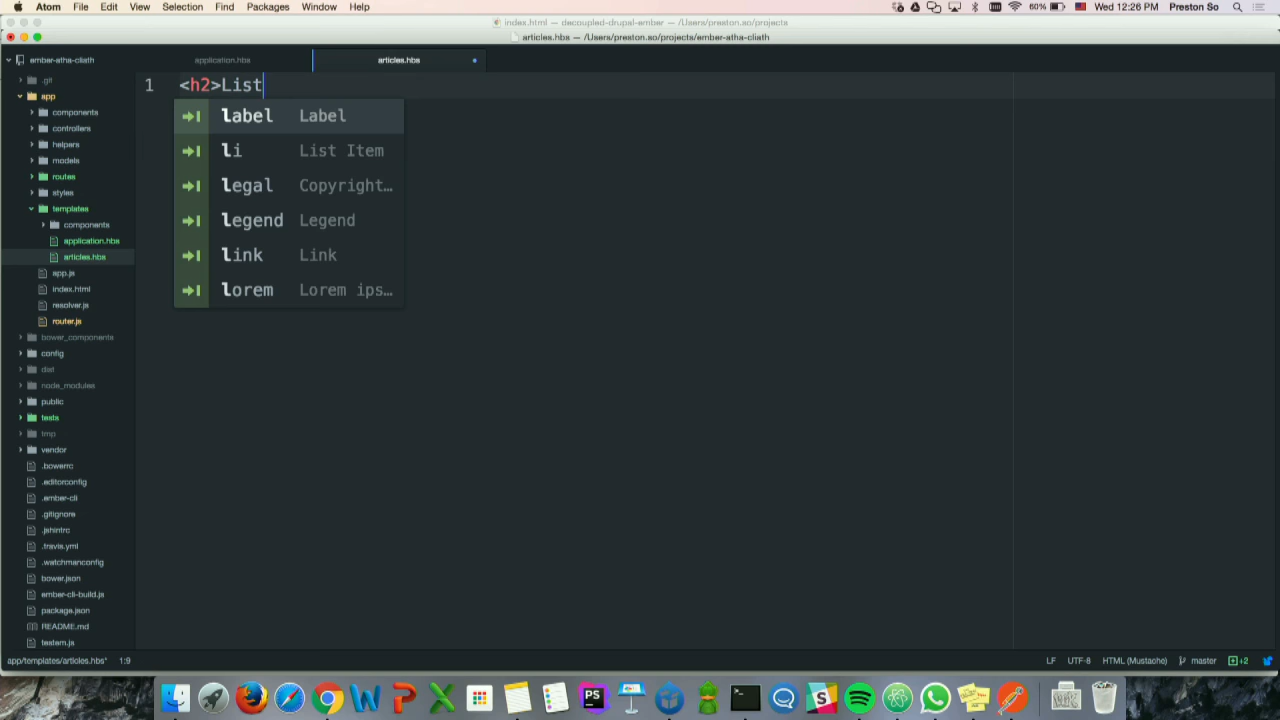 Atom File Edit View Selection Find Packages Window Help 60% Wed 12:26 PM Preston So
index.html — decoupled-drupal-ember — /Users/preston.so/projects
articles.hbs — /Users/preston.so/projects/ember-atha-cliath
ember-atha-cliath application.hbs articles.hbs
.git
app
components
controllers
helpers
models
routes
styles
templates
components
application.hbs
articles.hbs
app.js
index.html
resolver.js
router.js
bower_components
config
dist
node_modules
public
tests
tmp
vendor
.bowerrc
.editorconfig
.ember-cli
.gitignore
.jshintrc
.travis.yml
.watchmanconfig
bower.json
ember-cli-build.js
package.json
README.md
testem.js
1 <h2>List
label Label
li List Item
legal Copyright…
legend Legend
link Link
lorem Lorem ips…
app/templates/articles.hbs* 1:9 LF UTF-8 HTML (Mustache) master +2
PS